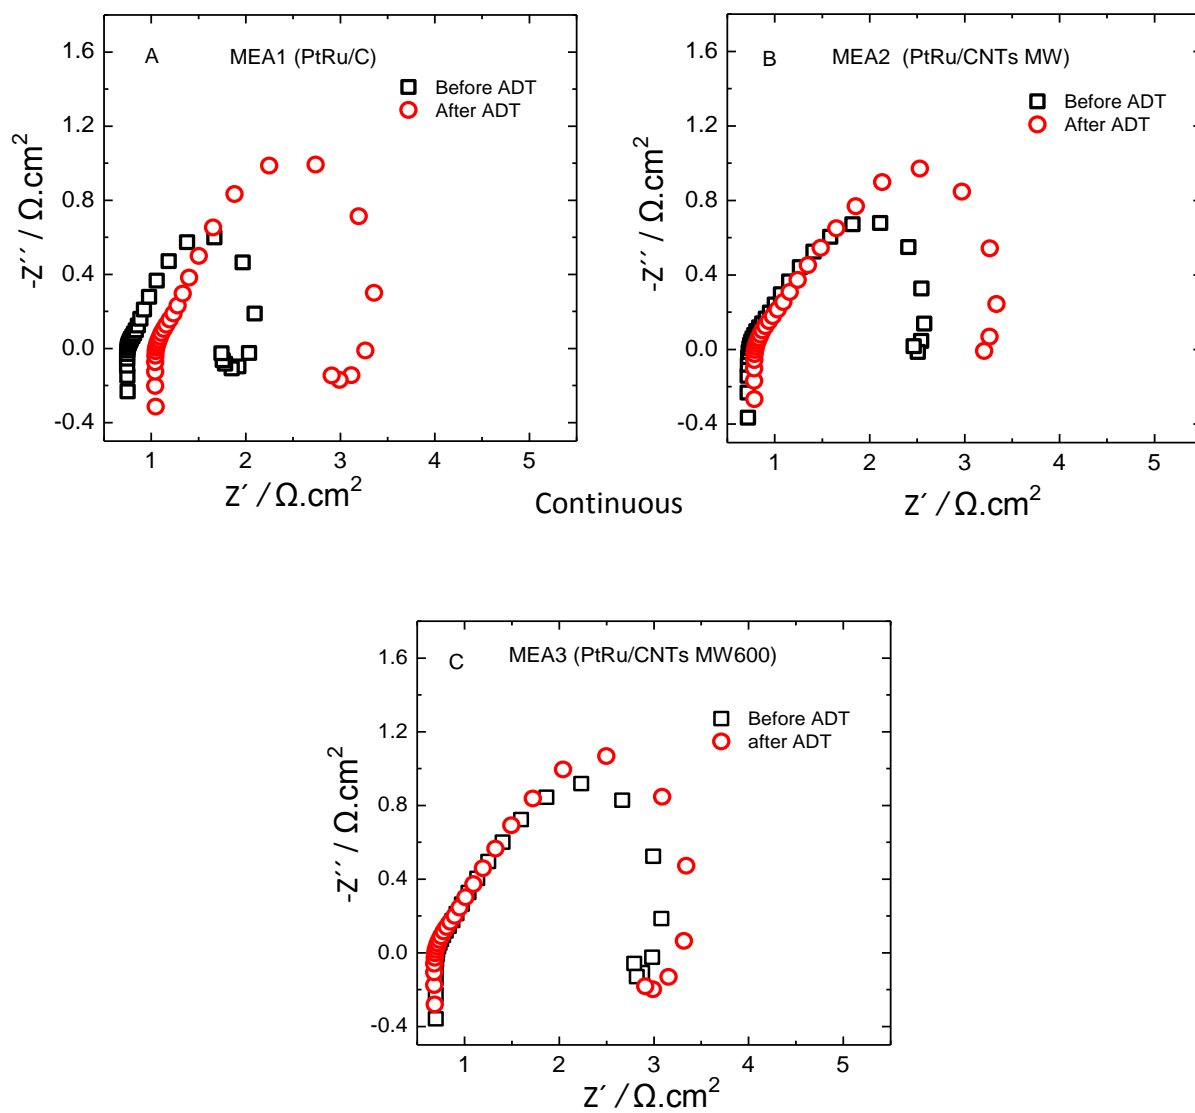 A
MEA1 (PtRu/C)
Before ADT
After ADT
1.6
1.2
0.8
0.4
0.0
-0.4
-Z´´ / Ω.cm²
1 2 3 4 5
Z´ / Ω.cm²
B
MEA2 (PtRu/CNTs MW)
Before ADT
After ADT
1.6
1.2
0.8
0.4
0.0
-0.4
-Z´´ / Ω.cm²
1 2 3 4 5
Z´ / Ω.cm²
Continuous
C
MEA3 (PtRu/CNTs MW600)
Before ADT
after ADT
1.6
1.2
0.8
0.4
0.0
-0.4
-Z´´ / Ω.cm²
1 2 3 4 5
Z´ / Ω.cm²